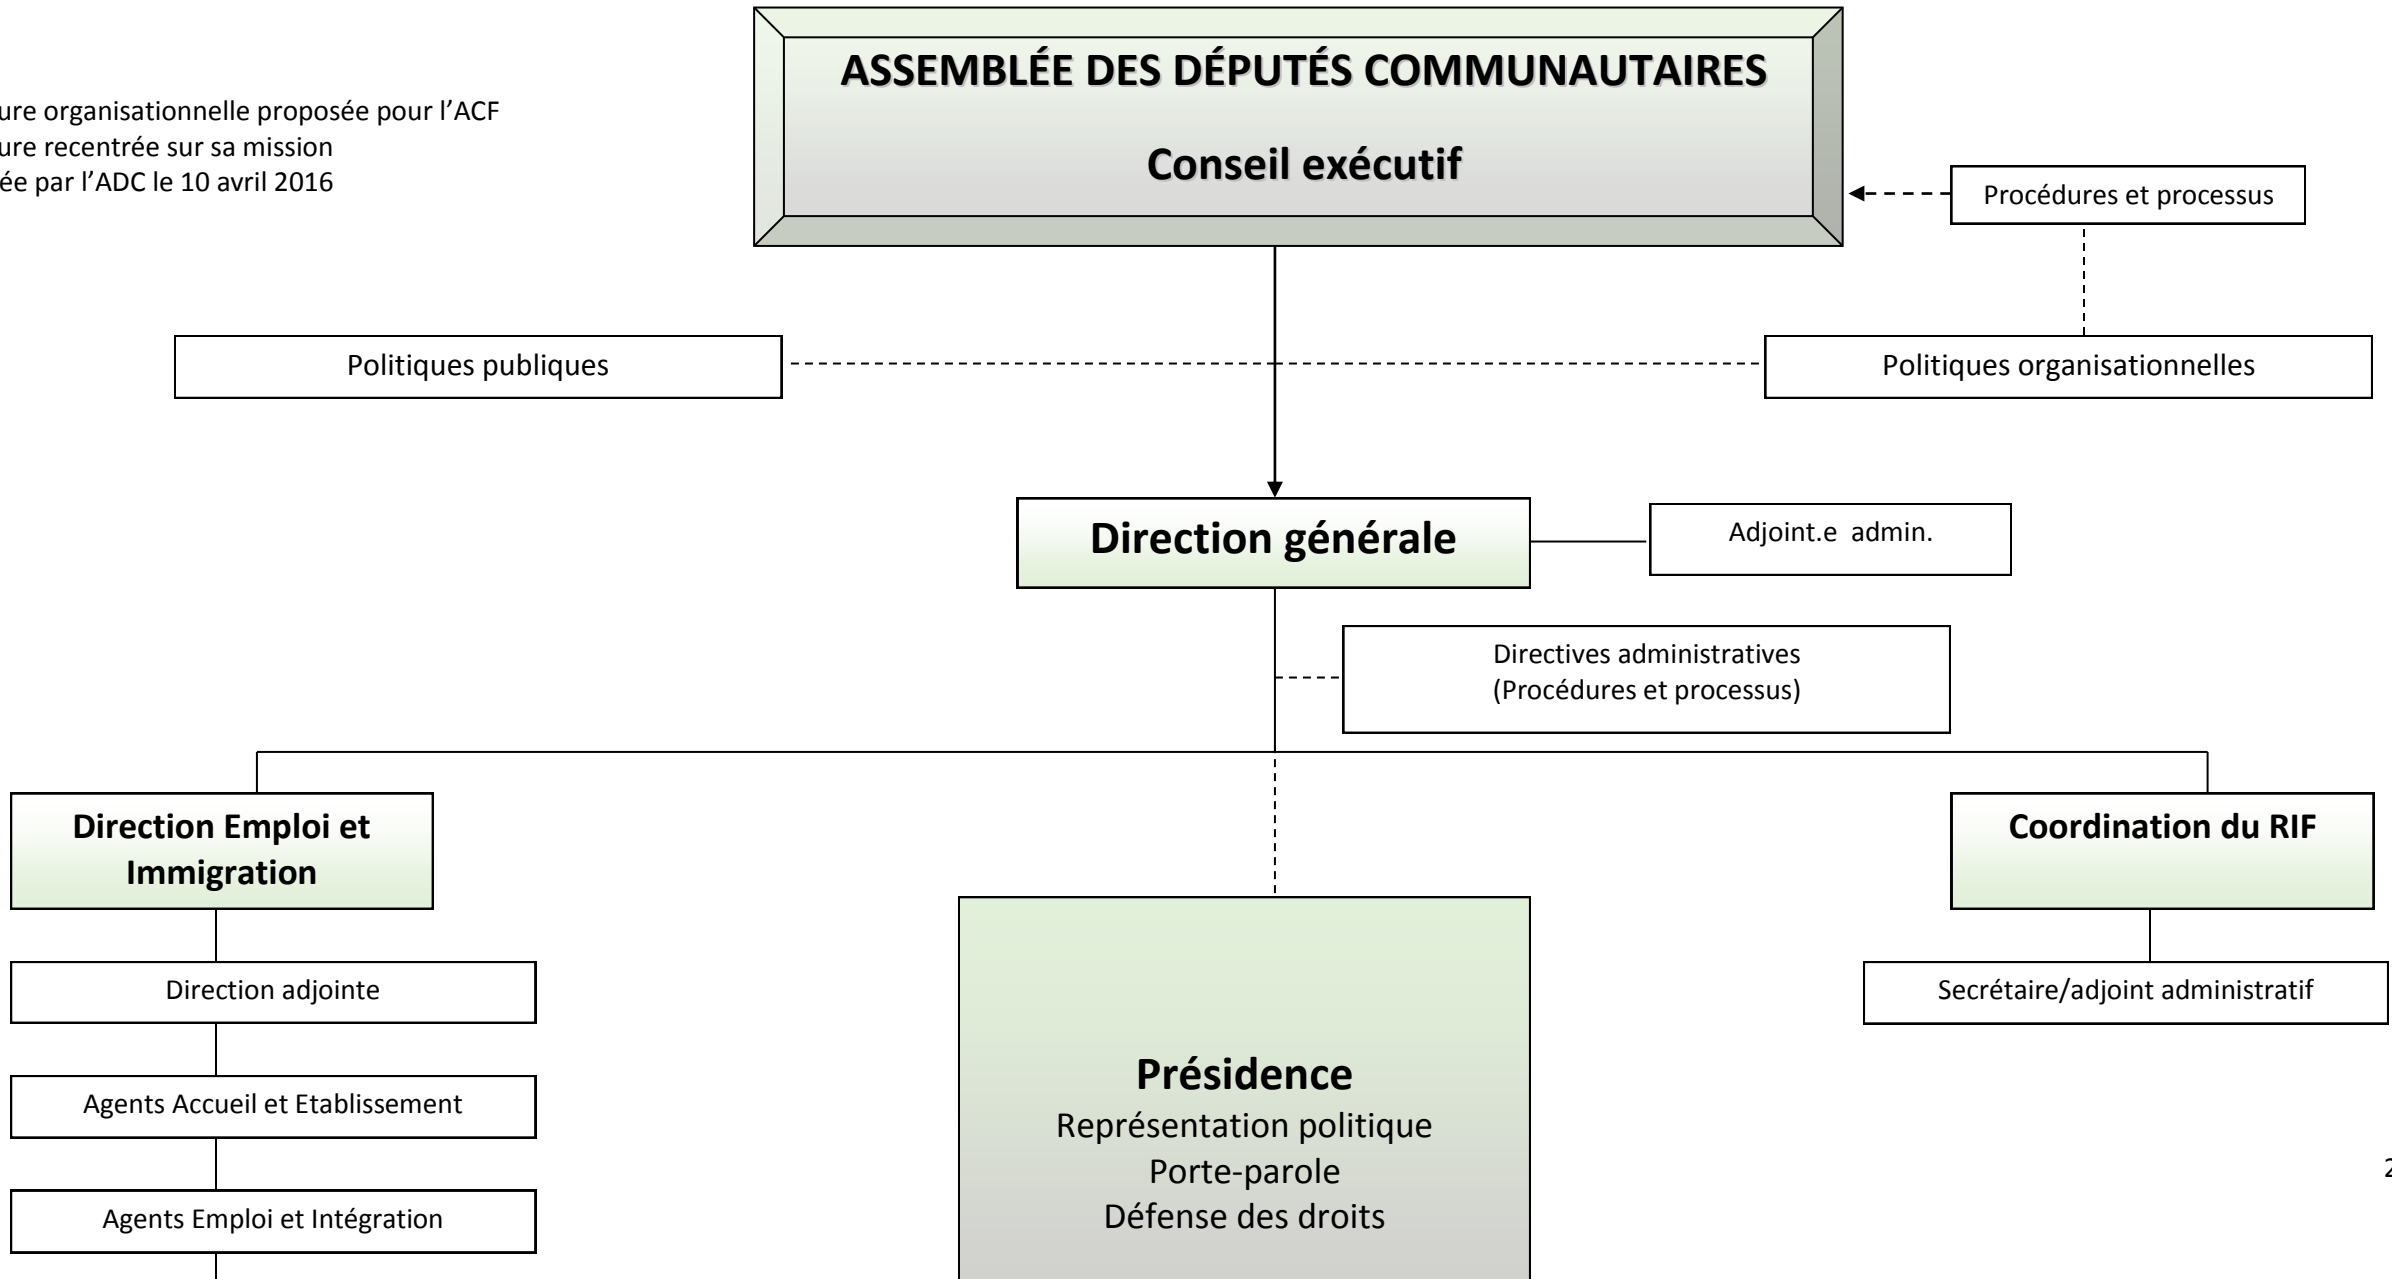 ASSEMBLÉE DES DÉPUTÉS COMMUNAUTAIRES
Conseil exécutif
ure organisationnelle proposée pour l'ACF
ure recentrée sur sa mission
ée par l'ADC le 10 avril 2016
Procédures et processus
Politiques publiques
Politiques organisationnelles
Direction générale
Adjoint.e admin.
Directives administratives
(Procédures et processus)
Direction Emploi et
Immigration
Coordination du RIF
Direction adjointe
Secrétaire/adjoint administratif
Agents Accueil et Etablissement
Agents Emploi et Intégration
Présidence
Représentation politique
Porte-parole
Défense des droits
2